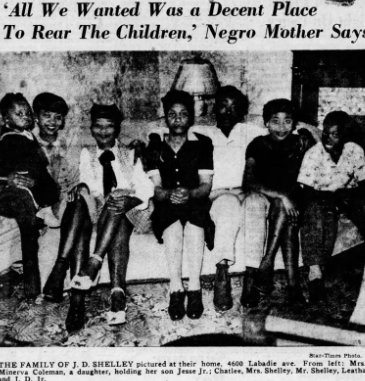 'All We Wanted Was a Decent Place
To Rear The Children,' Negro Mother Says
Star-Times Photo.
THE FAMILY OF J. D. SHELLEY pictured at their home, 4600 Labadie ave. From left: Mrs.
Minerva Coleman, a daughter, holding her son Jesse Jr.; Chatlee, Mrs. Shelley, Mr. Shelley, Leatha
and J. D. Jr.